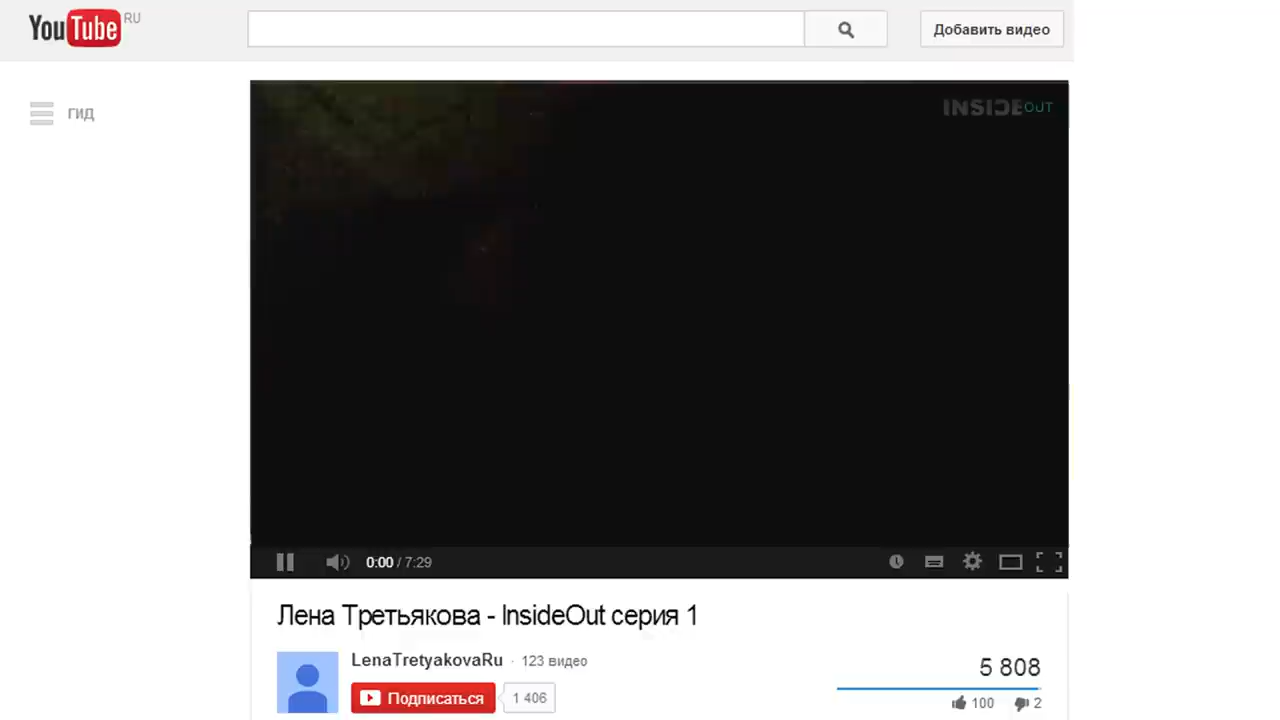 YouTube RU
Добавить видео
ГИД
INSIDEOUT
0:00 / 7:29
Лена Третьякова - InsideOut серия 1
LenaTretyakovaRu · 123 видео
5 808
Подписаться 1 406
100 2